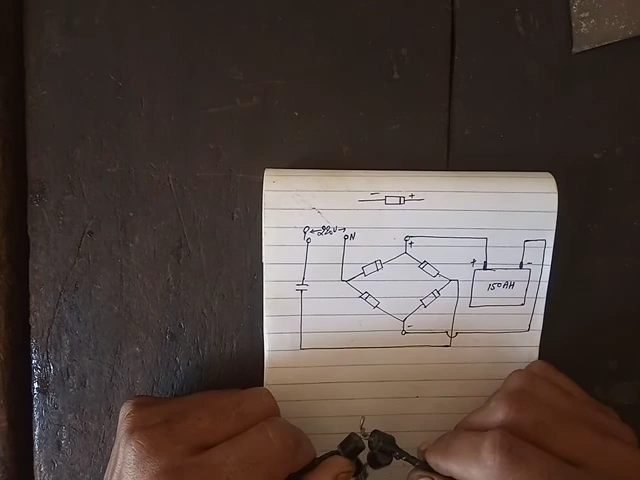 - +
P 220V N
+
+ -
150AH
-